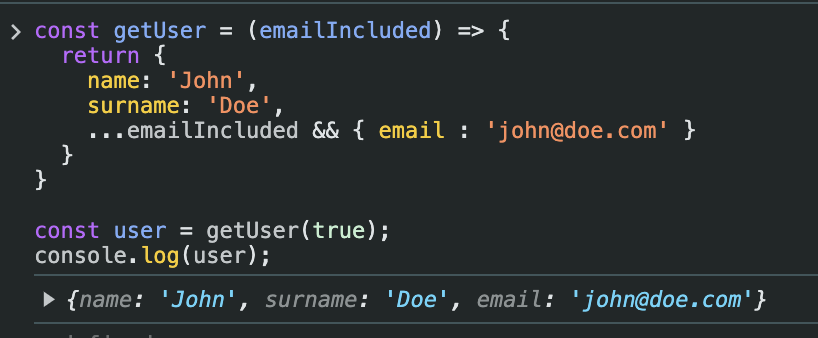 const getUser = (emailIncluded) => {
return {
name: 'John',
surname: 'Doe',
...emailIncluded && { email : 'john@doe.com' }
}
}
const user = getUser(true);
console.log(user);
{name: 'John', surname: 'Doe', email: 'john@doe.com'}